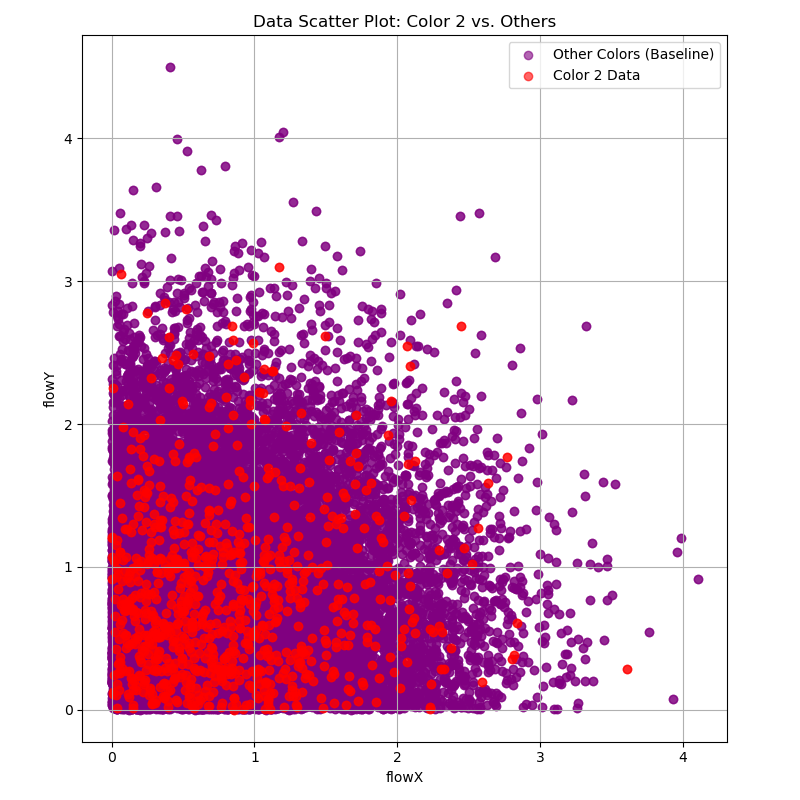 Data Scatter Plot: Color 2 vs. Others
Other Colors (Baseline)
Color 2 Data
flowY
4
3
2
1
0
0 1 2 3 4
flowX